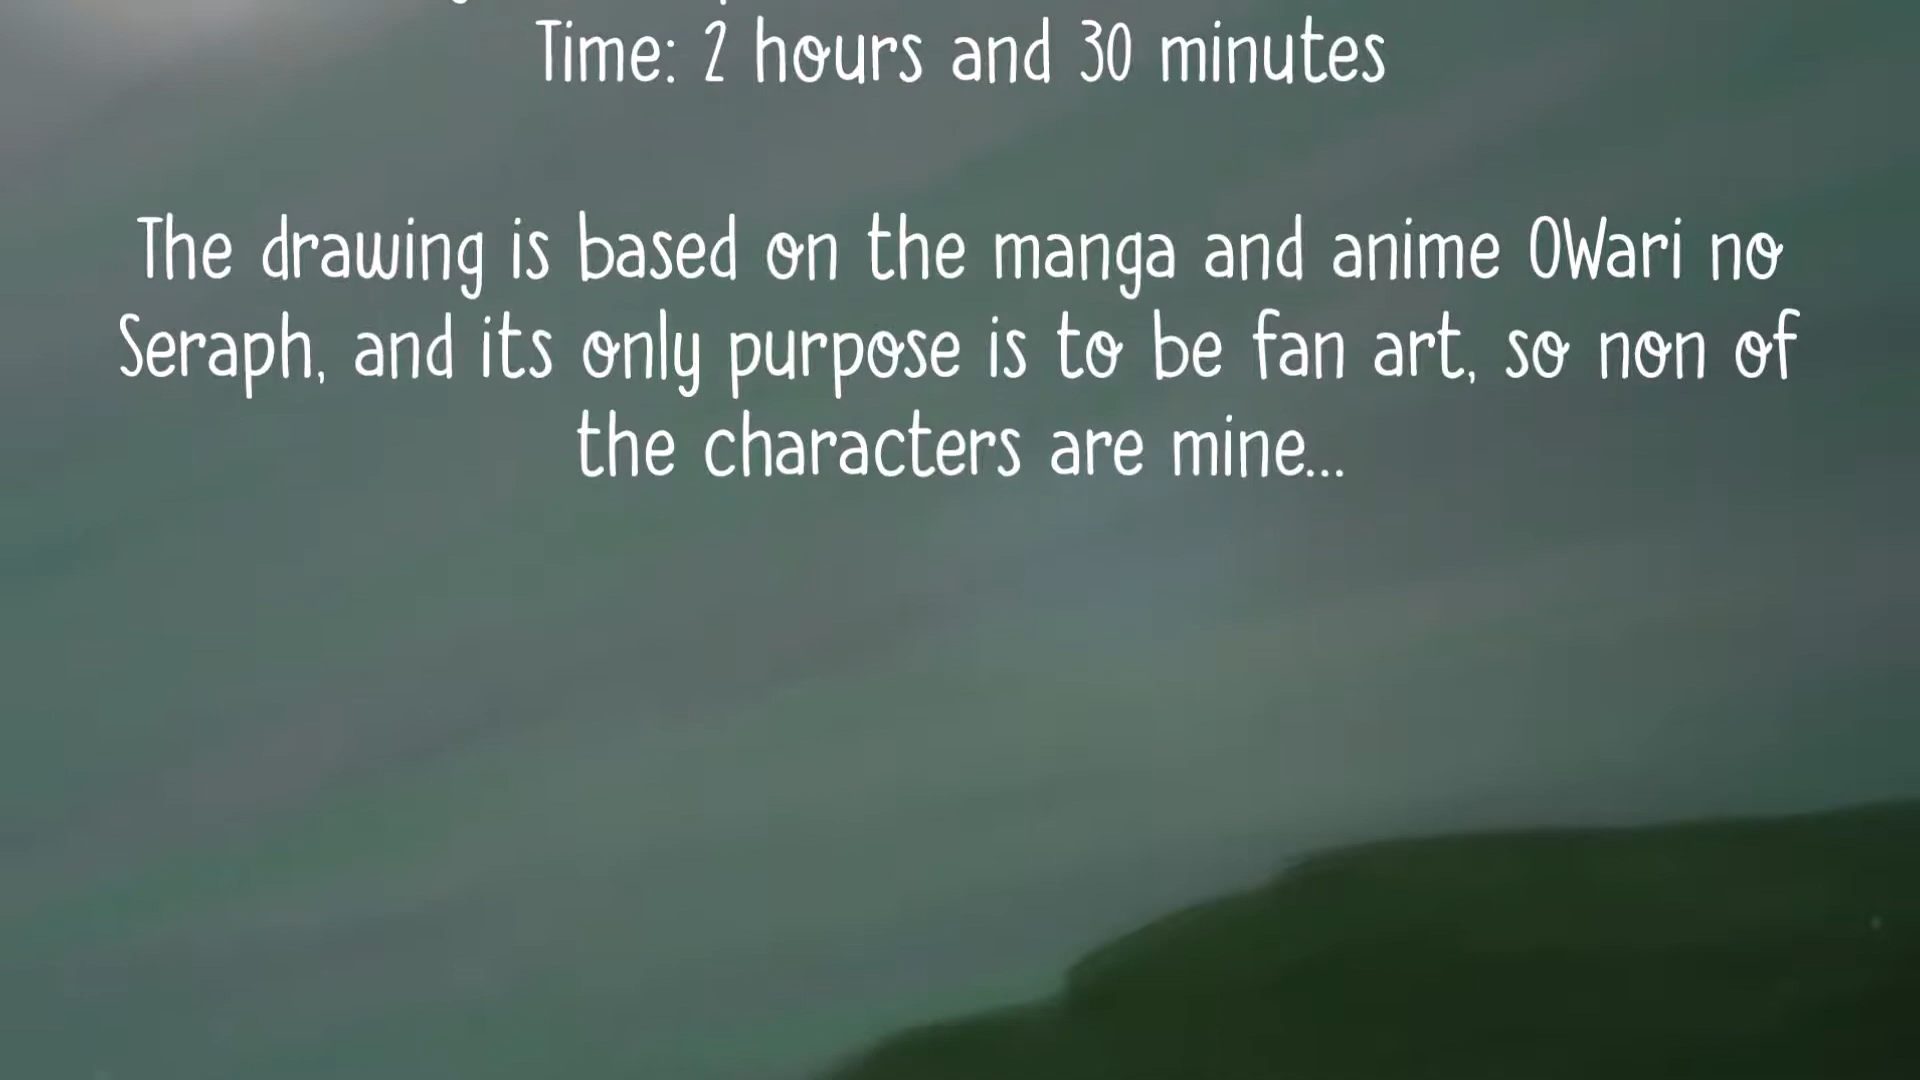 Time: 2 hours and 30 minutes
The drawing is based on the manga and anime OWari no
Seraph, and its only purpose is to be fan art, so non of
the characters are mine...